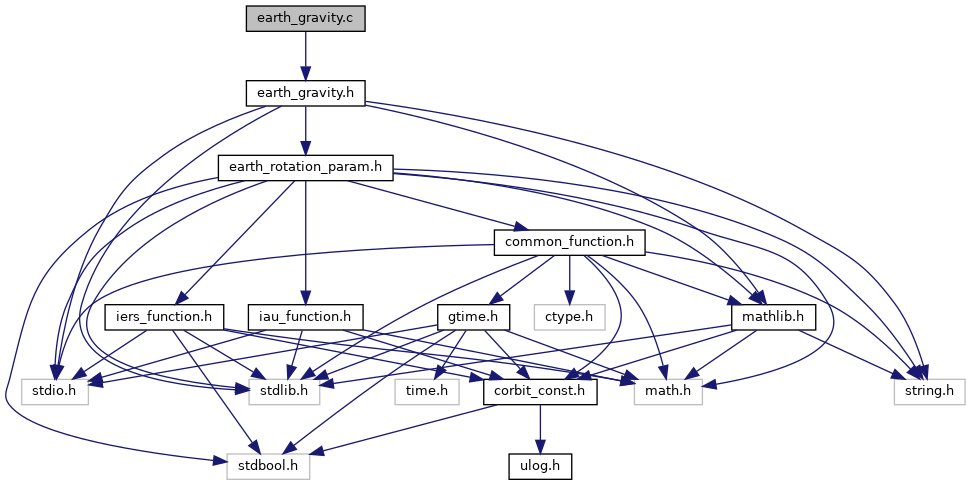 earth_gravity.c
earth_gravity.h
earth_rotation_param.h
common_function.h
iers_function.h
iau_function.h
gtime.h
ctype.h
mathlib.h
stdio.h
stdlib.h
time.h
corbit_const.h
math.h
string.h
stdbool.h
ulog.h